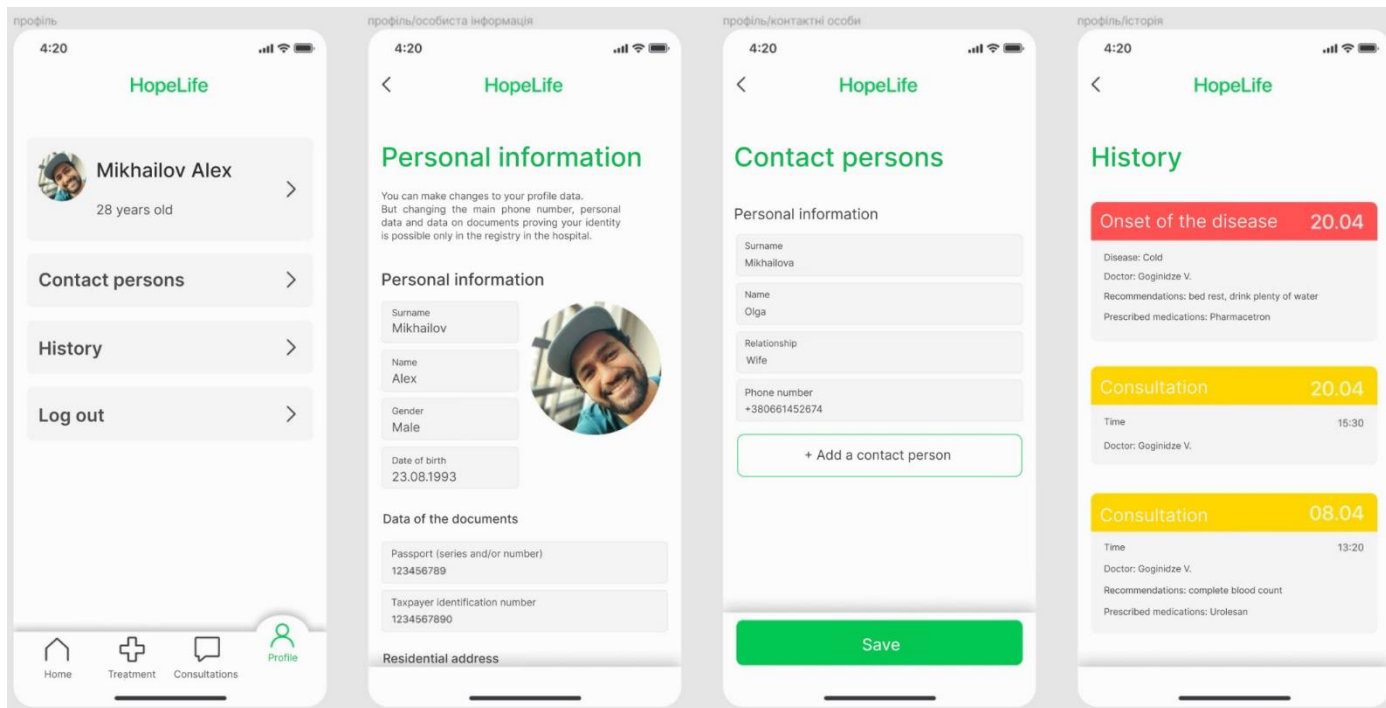 профіль
4:20
HopeLife
Mikhailov Alex
28 years old
Contact persons
History
Log out
Home
Treatment
Consultations
Profile
профіль/особиста інформація
4:20
HopeLife
Personal information
You can make changes to your profile data.
But changing the main phone number, personal
data and data on documents proving your identity
is possible only in the registry in the hospital.
Personal information
Surname
Mikhailov
Name
Alex
Gender
Male
Date of birth
23.08.1993
Data of the documents
Passport (series and/or number)
123456789
Taxpayer identification number
1234567890
Residential address
профіль/контактні особи
4:20
HopeLife
Contact persons
Personal information
Surname
Mikhailova
Name
Olga
Relationship
Wife
Phone number
+380661452674
+ Add a contact person
Save
профіль/історія
4:20
HopeLife
History
Onset of the disease 20.04
Disease: Cold
Doctor: Goginidze V.
Recommendations: bed rest, drink plenty of water
Prescribed medications: Pharmacetron
Consultation 20.04
Time 15:30
Doctor: Goginidze V.
Consultation 08.04
Time 13:20
Doctor: Goginidze V.
Recommendations: complete blood count
Prescribed medications: Urolesan